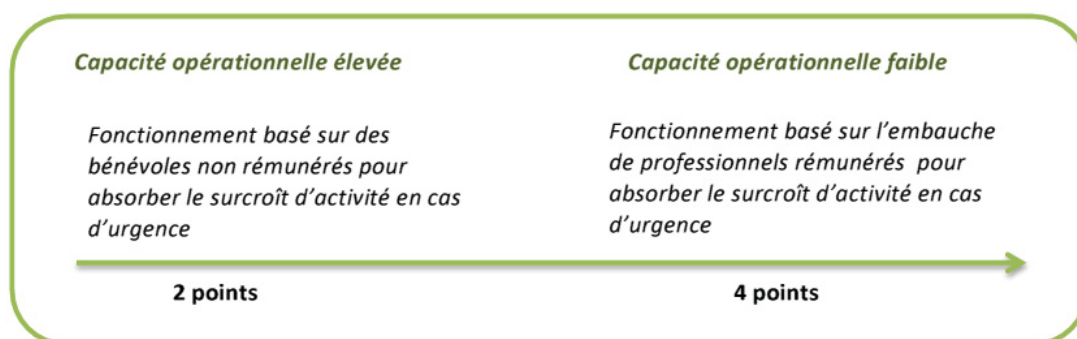 Capacité opérationnelle élevée
Capacité opérationnelle faible
Fonctionnement basé sur des
bénévoles non rémunérés pour
absorber le surcroît d’activité en cas
d’urgence
Fonctionnement basé sur l’embauche
de professionnels rémunérés pour
absorber le surcroît d’activité en cas
d’urgence
2 points
4 points